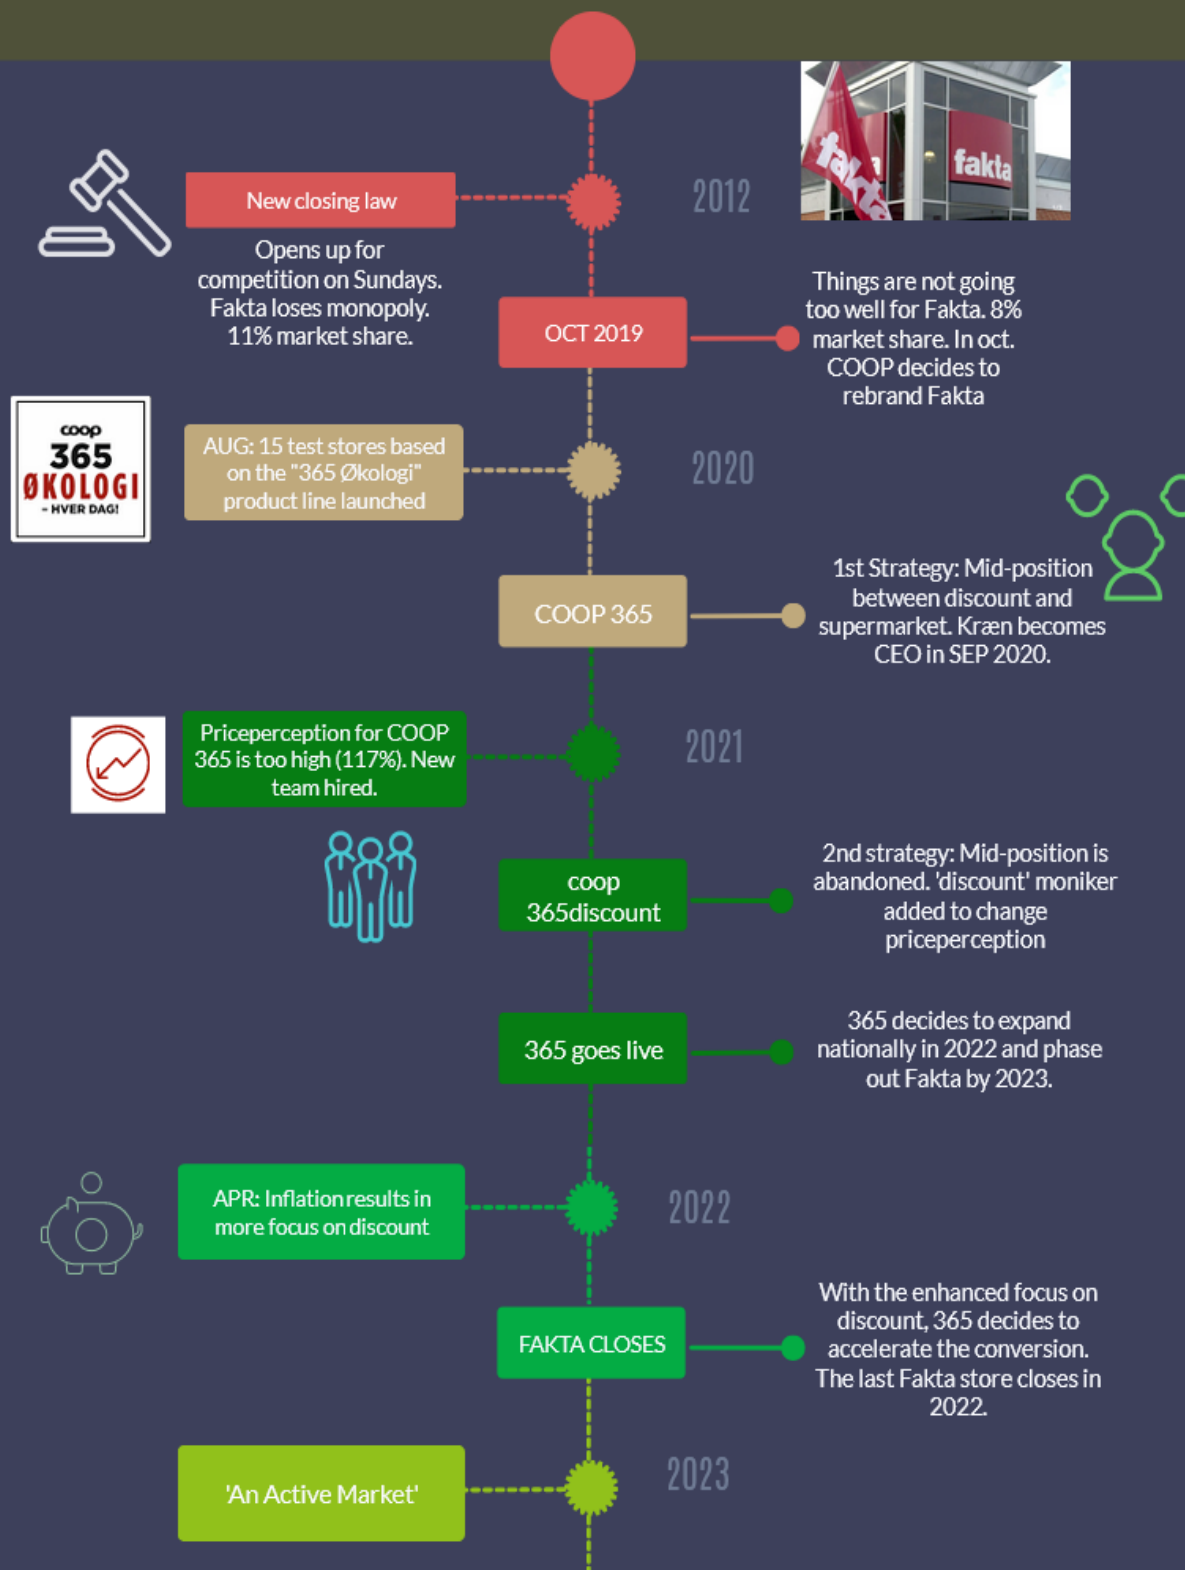 fakta
fakta
New closing law
2012
Opens up for
competition on Sundays.
Fakta loses monopoly.
11% market share.
OCT 2019
Things are not going
too well for Fakta. 8%
market share. In oct.
COOP decides to
rebrand Fakta
coop
365
ØKOLOGI
- HVER DAG!
AUG: 15 test stores based
on the "365 Økologi"
product line launched
2020
COOP 365
1st Strategy: Mid-position
between discount and
supermarket. Kræn becomes
CEO in SEP 2020.
Priceperception for COOP
365 is too high (117%). New
team hired.
2021
coop
365discount
2nd strategy: Mid-position is
abandoned. 'discount' moniker
added to change
priceperception
365 goes live
365 decides to expand
nationally in 2022 and phase
out Fakta by 2023.
APR: Inflation results in
more focus on discount
2022
FAKTA CLOSES
With the enhanced focus on
discount, 365 decides to
accelerate the conversion.
The last Fakta store closes in
2022.
'An Active Market'
2023